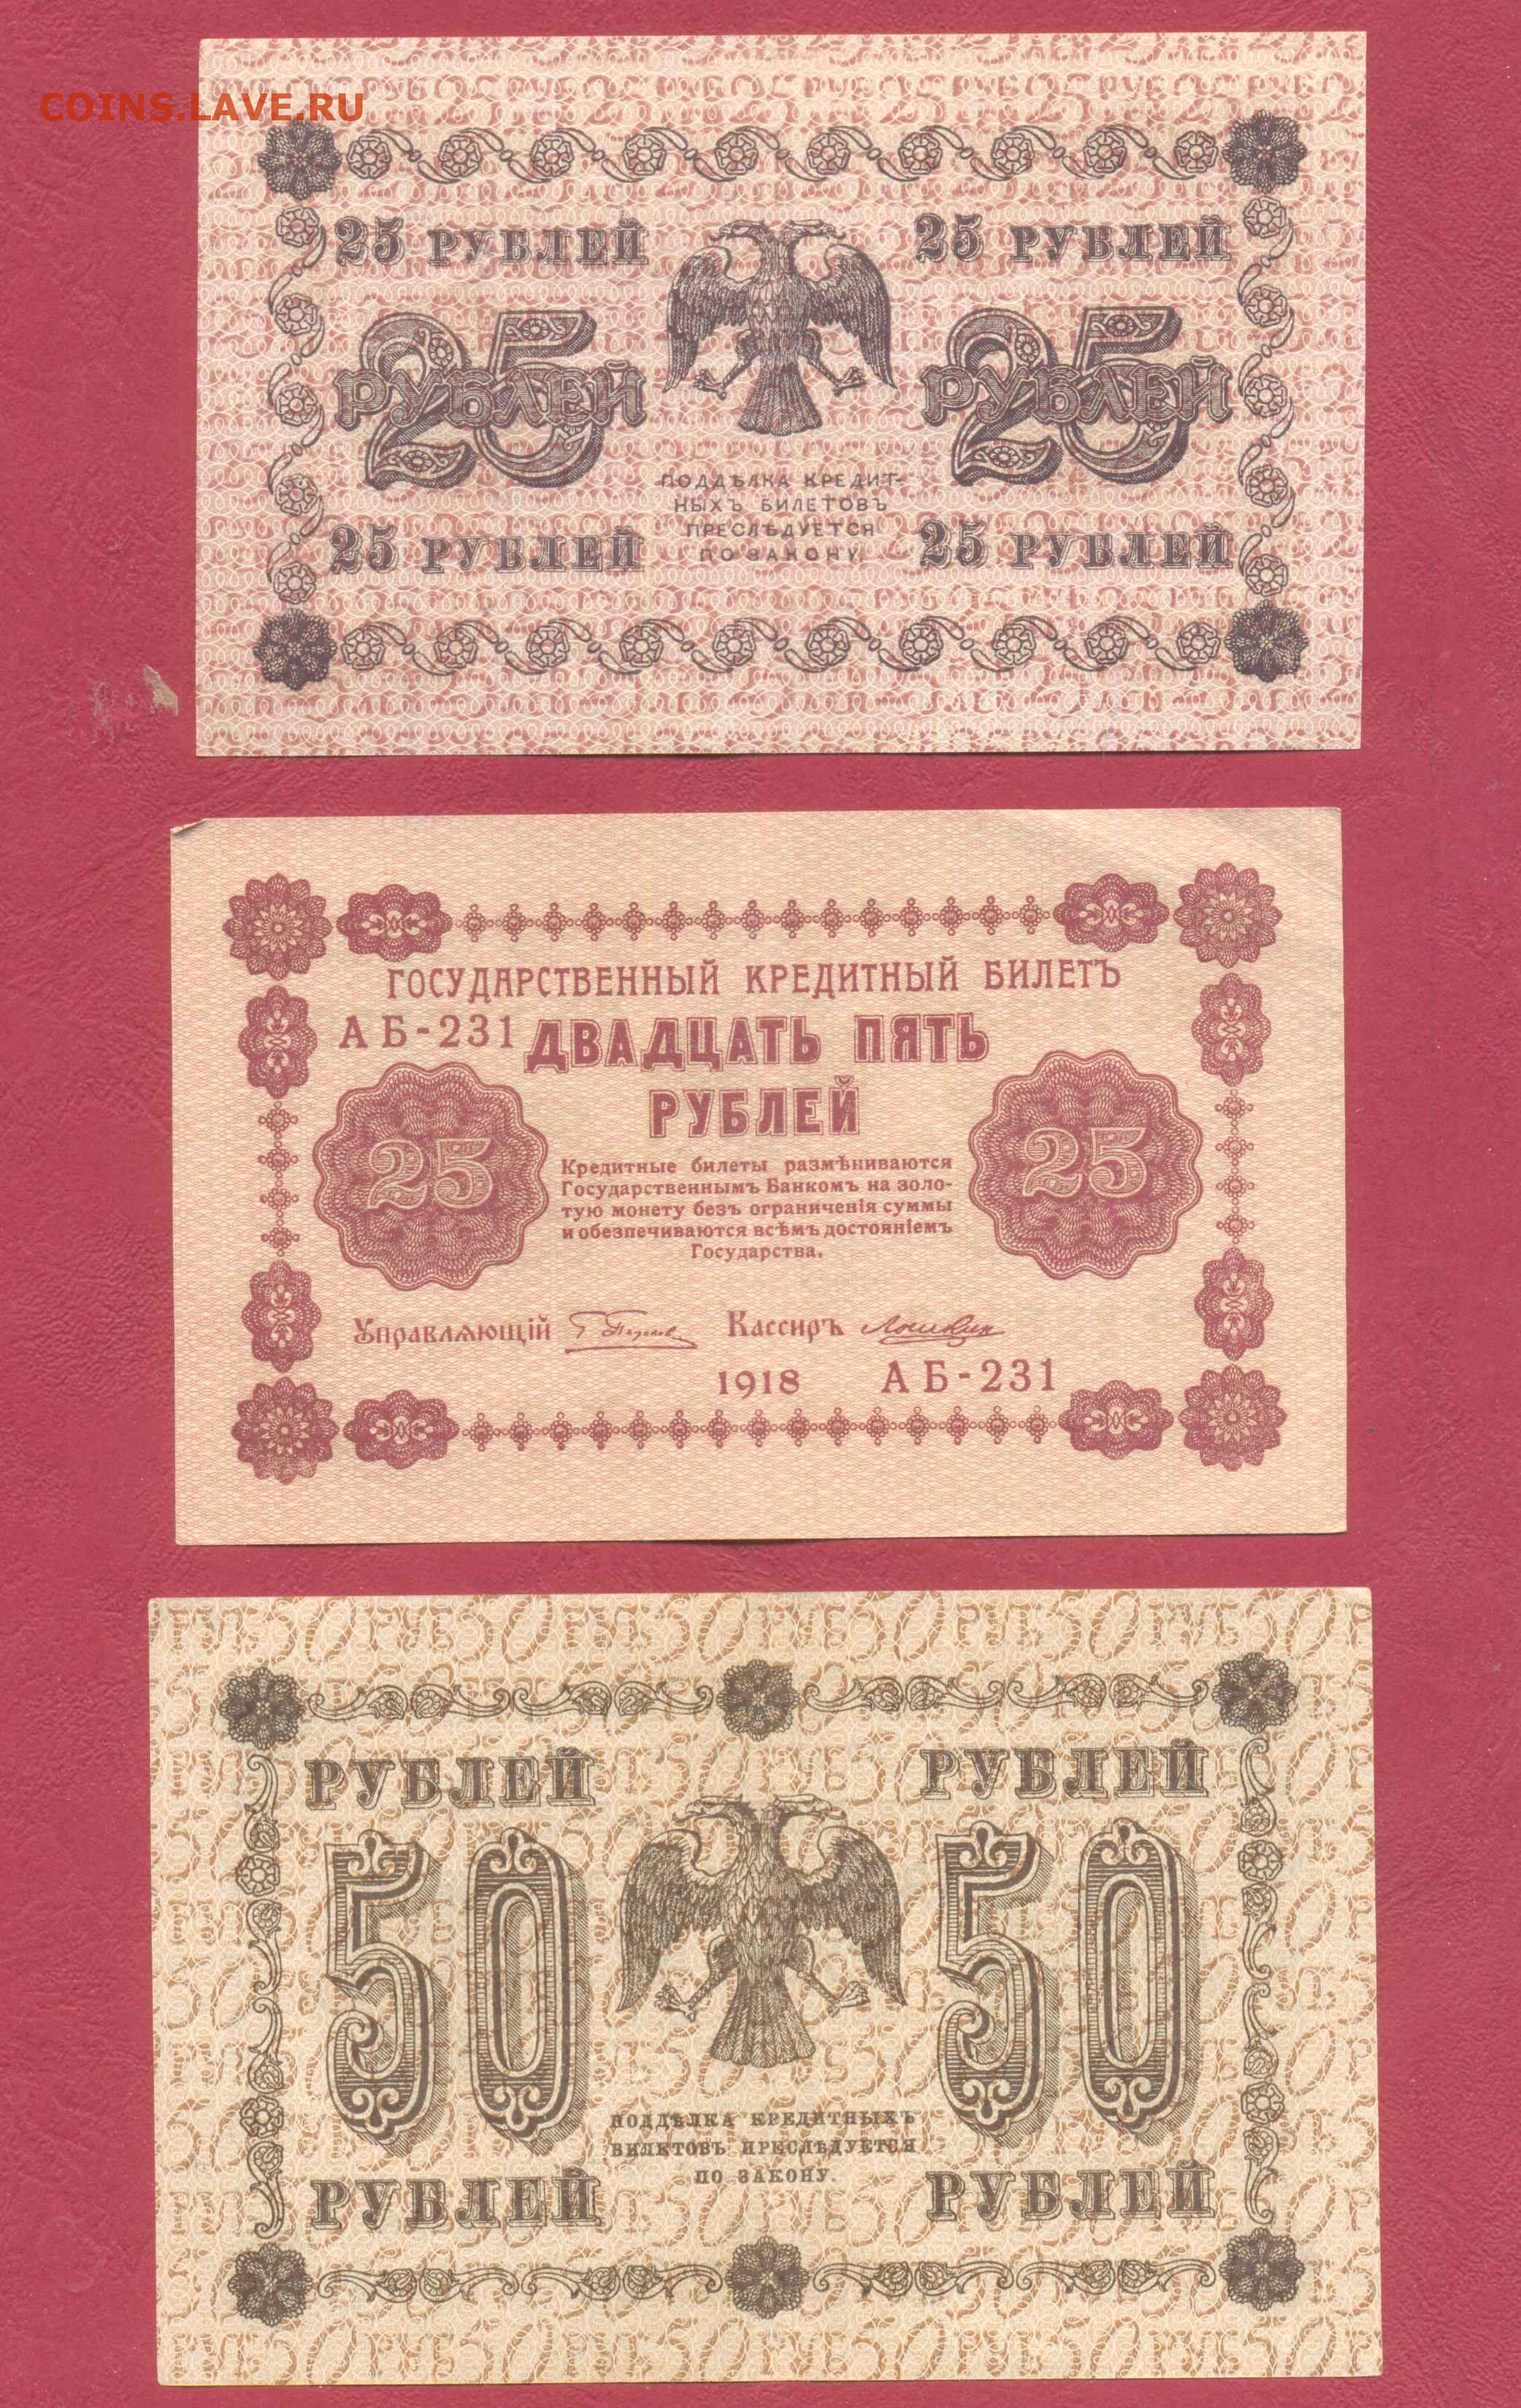 COINS.LAVE.RU
25 РУБЛЕЙ 25 РУБЛЕЙ
25 РУБЛЕЙ 25 РУБЛЕЙ
ПОДДѢЛКА КРЕДИТ-
НЫХЪ БИЛЕТОВЪ
ПРЕСЛѢДУЕТСЯ
ПО ЗАКОНУ.
25 РУБЛЕЙ 25 РУБЛЕЙ
ГОСУДАРСТВЕННЫЙ КРЕДИТНЫЙ БИЛЕТЪ
АБ-231 ДВАДЦАТЬ ПЯТЬ
РУБЛЕЙ
25 25
Кредитные билеты размѣниваются
Государственнымъ Банкомъ на золо-
тую монету безъ ограниченія суммы
и обезпечиваются всѣмъ достояніемъ
Государства.
Управляющій Кассиръ
1918 АБ-231
РУБЛЕЙ РУБЛЕЙ
50 50
ПОДДѢЛКА КРЕДИТНЫХЪ
БИЛЕТОВЪ ПРЕСЛѢДУЕТСЯ
ПО ЗАКОНУ.
РУБЛЕЙ РУБЛЕЙ